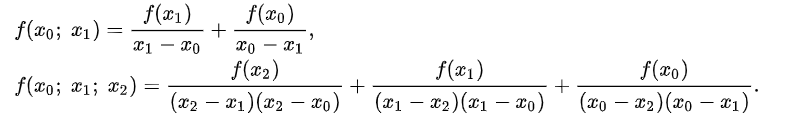 f(x₀; x₁) = f(x₁)/(x₁ − x₀) + f(x₀)/(x₀ − x₁),
f(x₀; x₁; x₂) = f(x₂)/((x₂ − x₁)(x₂ − x₀)) + f(x₁)/((x₁ − x₂)(x₁ − x₀)) + f(x₀)/((x₀ − x₂)(x₀ − x₁)).